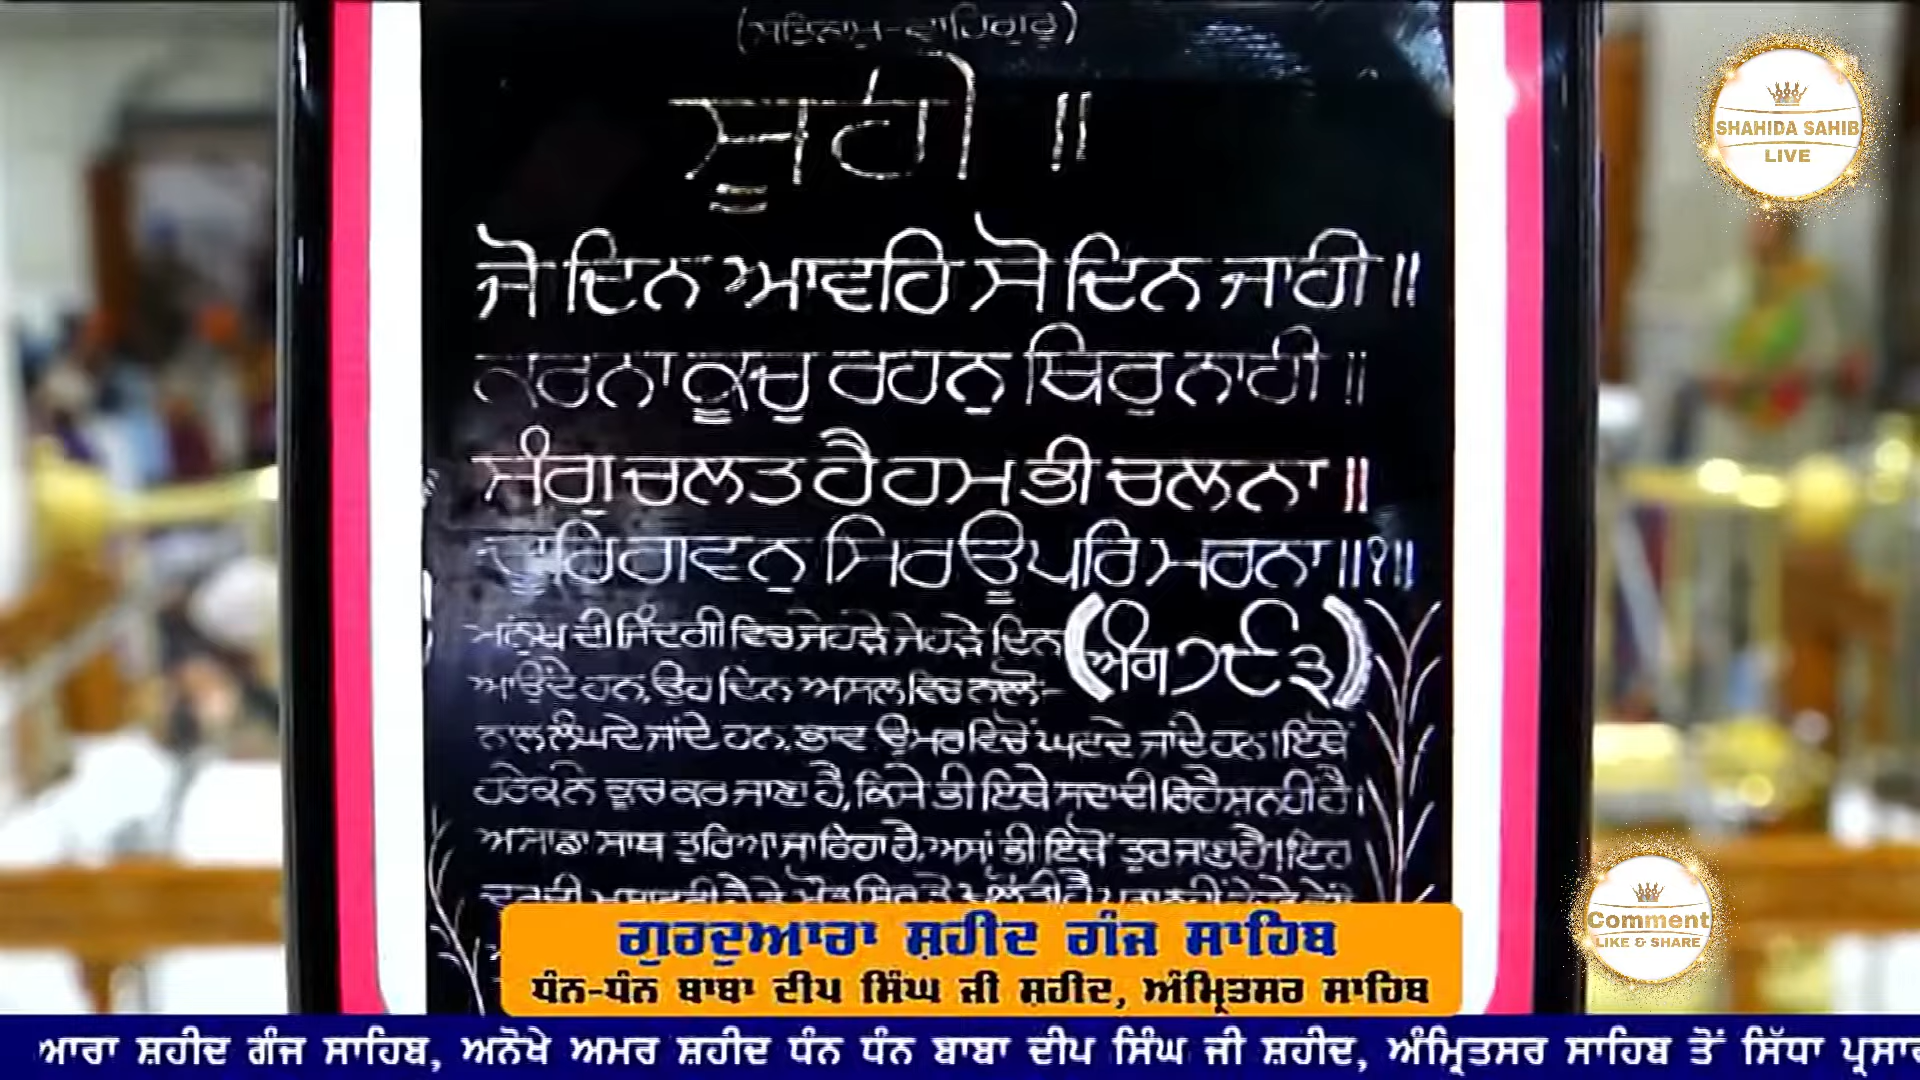 (ਸਤਿਨਾਮੁ-ਵਾਹਿਗੁਰੂ)
ਸੂਹੀ ॥
ਜੋ ਦਿਨ ਆਵਹਿ ਸੋ ਦਿਨ ਜਾਹੀ ॥
ਕਰਨਾ ਕੂਚੁ ਰਹਨੁ ਥਿਰੁ ਨਾਹੀ ॥
ਸੰਗੁ ਚਲਤ ਹੈ ਹਮ ਭੀ ਚਲਨਾ ॥
ਦੂਰਿ ਗਵਨੁ ਸਿਰ ਊਪਰਿ ਮਰਨਾ ॥੧॥
(ਅੰਗ ੭੯੩)
ਮਨੁੱਖ ਦੀ ਜਿੰਦਗੀ ਵਿਚ ਜੇਹੜੇ ਜੇਹੜੇ ਦਿਨ
ਆਉਂਦੇ ਹਨ, ਉਹ ਦਿਨ ਅਸਲ ਵਿਚ ਨਾਲੋ-
ਨਾਲ ਲੰਘਦੇ ਜਾਂਦੇ ਹਨ, ਭਾਵ ਉਮਰ ਵਿਚੋਂ ਘਟਦੇ ਜਾਂਦੇ ਹਨ। ਇਥੋਂ
ਹਰੇਕ ਨੇ ਕੂਚ ਕਰ ਜਾਣਾ ਹੈ, ਕਿਸੇ ਭੀ ਇਥੇ ਸਦਾ ਦੀ ਰਿਹੈਸ਼ ਨਹੀਂ ਹੈ।
ਅਸਾਡਾ ਸਾਥ ਤੁਰਿਆ ਜਾ ਰਿਹਾ ਹੈ, ਅਸਾਂ ਭੀ ਇਥੋਂ ਤੁਰ ਜਾਣਾ ਹੈ। ਇਹ
ਗੁਰਦੁਆਰਾ ਸ਼ਹੀਦ ਗੰਜ ਸਾਹਿਬ
ਧੰਨ-ਧੰਨ ਬਾਬਾ ਦੀਪ ਸਿੰਘ ਜੀ ਸ਼ਹੀਦ, ਅੰਮ੍ਰਿਤਸਰ ਸਾਹਿਬ
ਆਰਾ ਸ਼ਹੀਦ ਗੰਜ ਸਾਹਿਬ, ਅਨੋਖੇ ਅਮਰ ਸ਼ਹੀਦ ਧੰਨ ਧੰਨ ਬਾਬਾ ਦੀਪ ਸਿੰਘ ਜੀ ਸ਼ਹੀਦ, ਅੰਮ੍ਰਿਤਸਰ ਸਾਹਿਬ ਤੋਂ ਸਿੱਧਾ ਪ੍ਰਸਾਰ
SHAHIDA SAHIB
LIVE
Comment
LIKE & SHARE